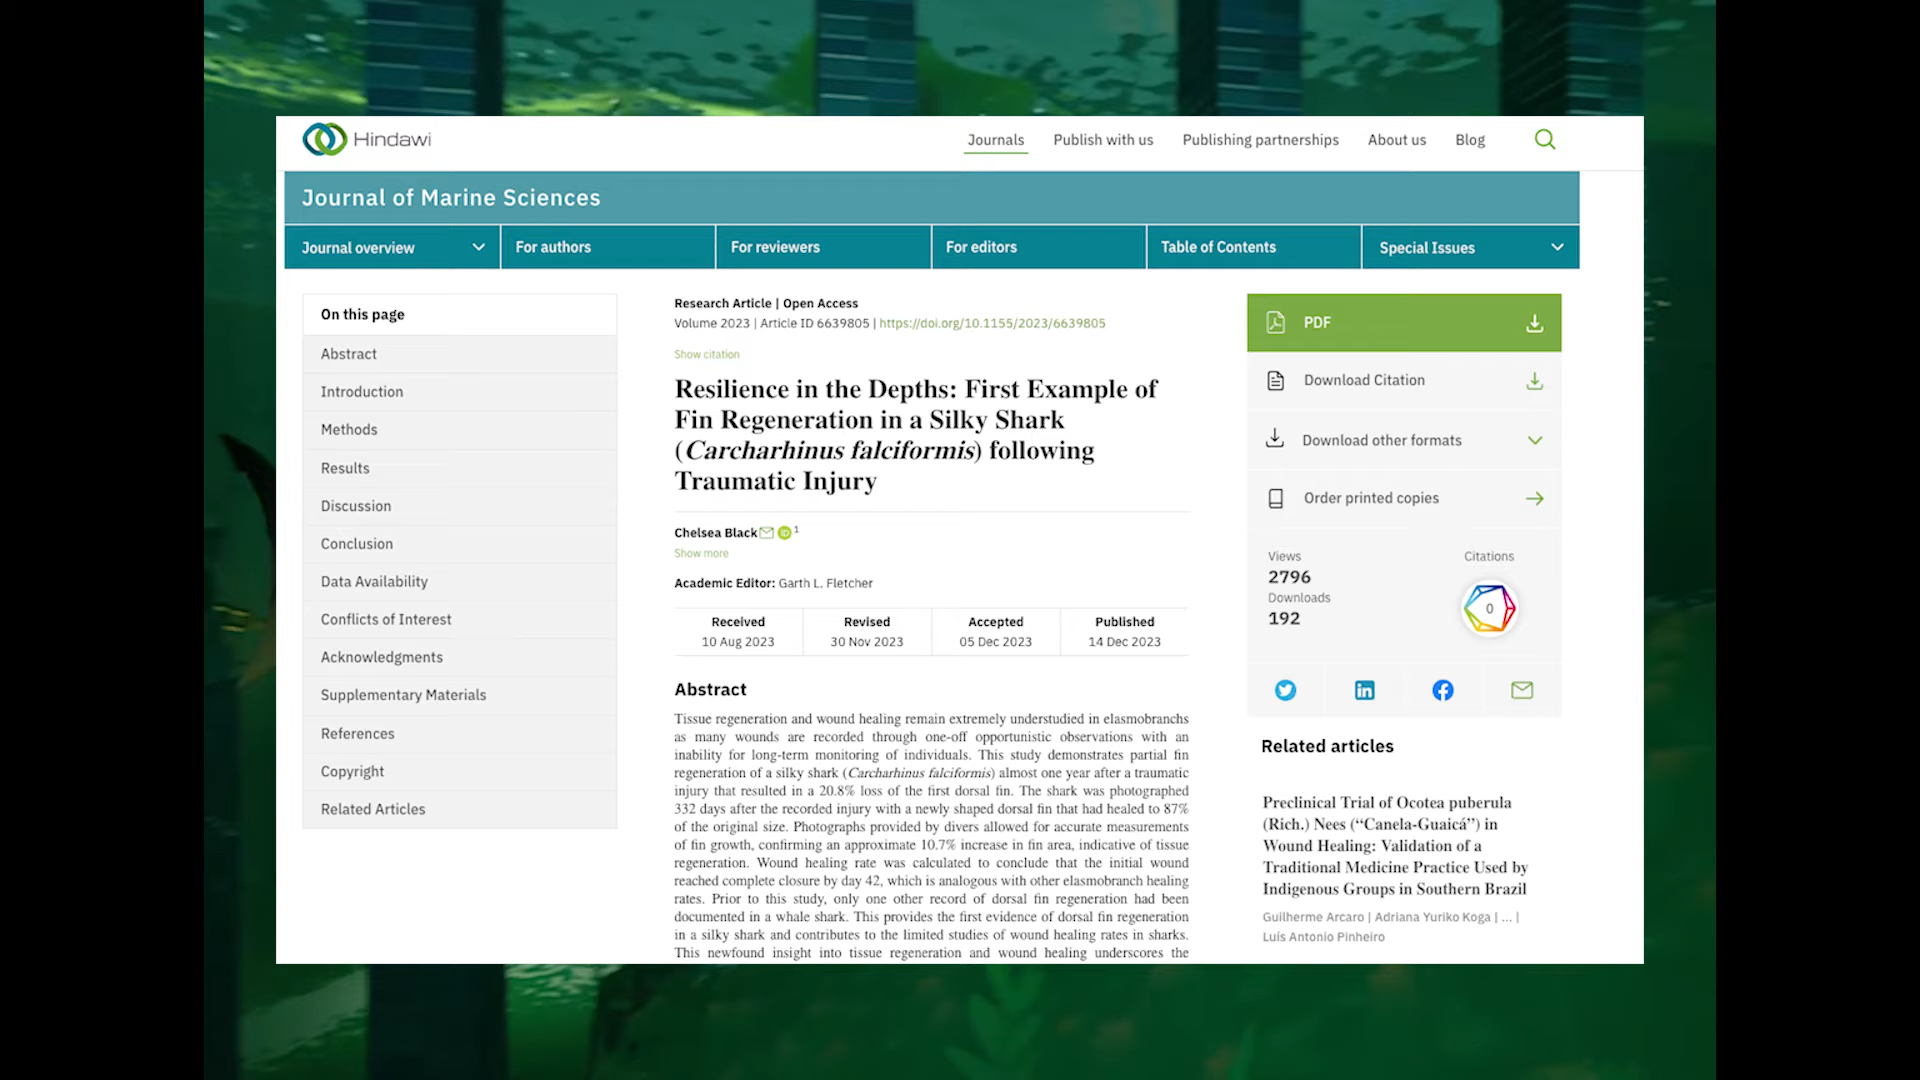 Hindawi
Journals Publish with us Publishing partnerships About us Blog
Journal of Marine Sciences
Journal overview For authors For reviewers For editors Table of Contents Special Issues
On this page
Abstract
Introduction
Methods
Results
Discussion
Conclusion
Data Availability
Conflicts of Interest
Acknowledgments
Supplementary Materials
References
Copyright
Related Articles
Research Article | Open Access
Volume 2023 | Article ID 6639805 | https://doi.org/10.1155/2023/6639805
Show citation
Resilience in the Depths: First Example of
Fin Regeneration in a Silky Shark
(Carcharhinus falciformis) following
Traumatic Injury
Chelsea Black iD 1
Show more
Academic Editor: Garth L. Fletcher
Received Revised Accepted Published
10 Aug 2023 30 Nov 2023 05 Dec 2023 14 Dec 2023
Abstract
Tissue regeneration and wound healing remain extremely understudied in elasmobranchs
as many wounds are recorded through one-off opportunistic observations with an
inability for long-term monitoring of individuals. This study demonstrates partial fin
regeneration of a silky shark (Carcharhinus falciformis) almost one year after a traumatic
injury that resulted in a 20.8% loss of the first dorsal fin. The shark was photographed
332 days after the recorded injury with a newly shaped dorsal fin that had healed to 87%
of the original size. Photographs provided by divers allowed for accurate measurements
of fin growth, confirming an approximate 10.7% increase in fin area, indicative of tissue
regeneration. Wound healing rate was calculated to conclude that the initial wound
reached complete closure by day 42, which is analogous with other elasmobranch healing
rates. Prior to this study, only one other record of dorsal fin regeneration had been
documented in a whale shark. This provides the first evidence of dorsal fin regeneration
in a silky shark and contributes to the limited studies of wound healing rates in sharks.
This newfound insight into tissue regeneration and wound healing underscores the
PDF
Download Citation
Download other formats
Order printed copies
Views Citations
2796
Downloads
192
0
Related articles
Preclinical Trial of Ocotea puberula
(Rich.) Nees (“Canela-Guaicá”) in
Wound Healing: Validation of a
Traditional Medicine Practice Used by
Indigenous Groups in Southern Brazil
Guilherme Arcaro | Adriana Yuriko Koga | ... |
Luís Antonio Pinheiro